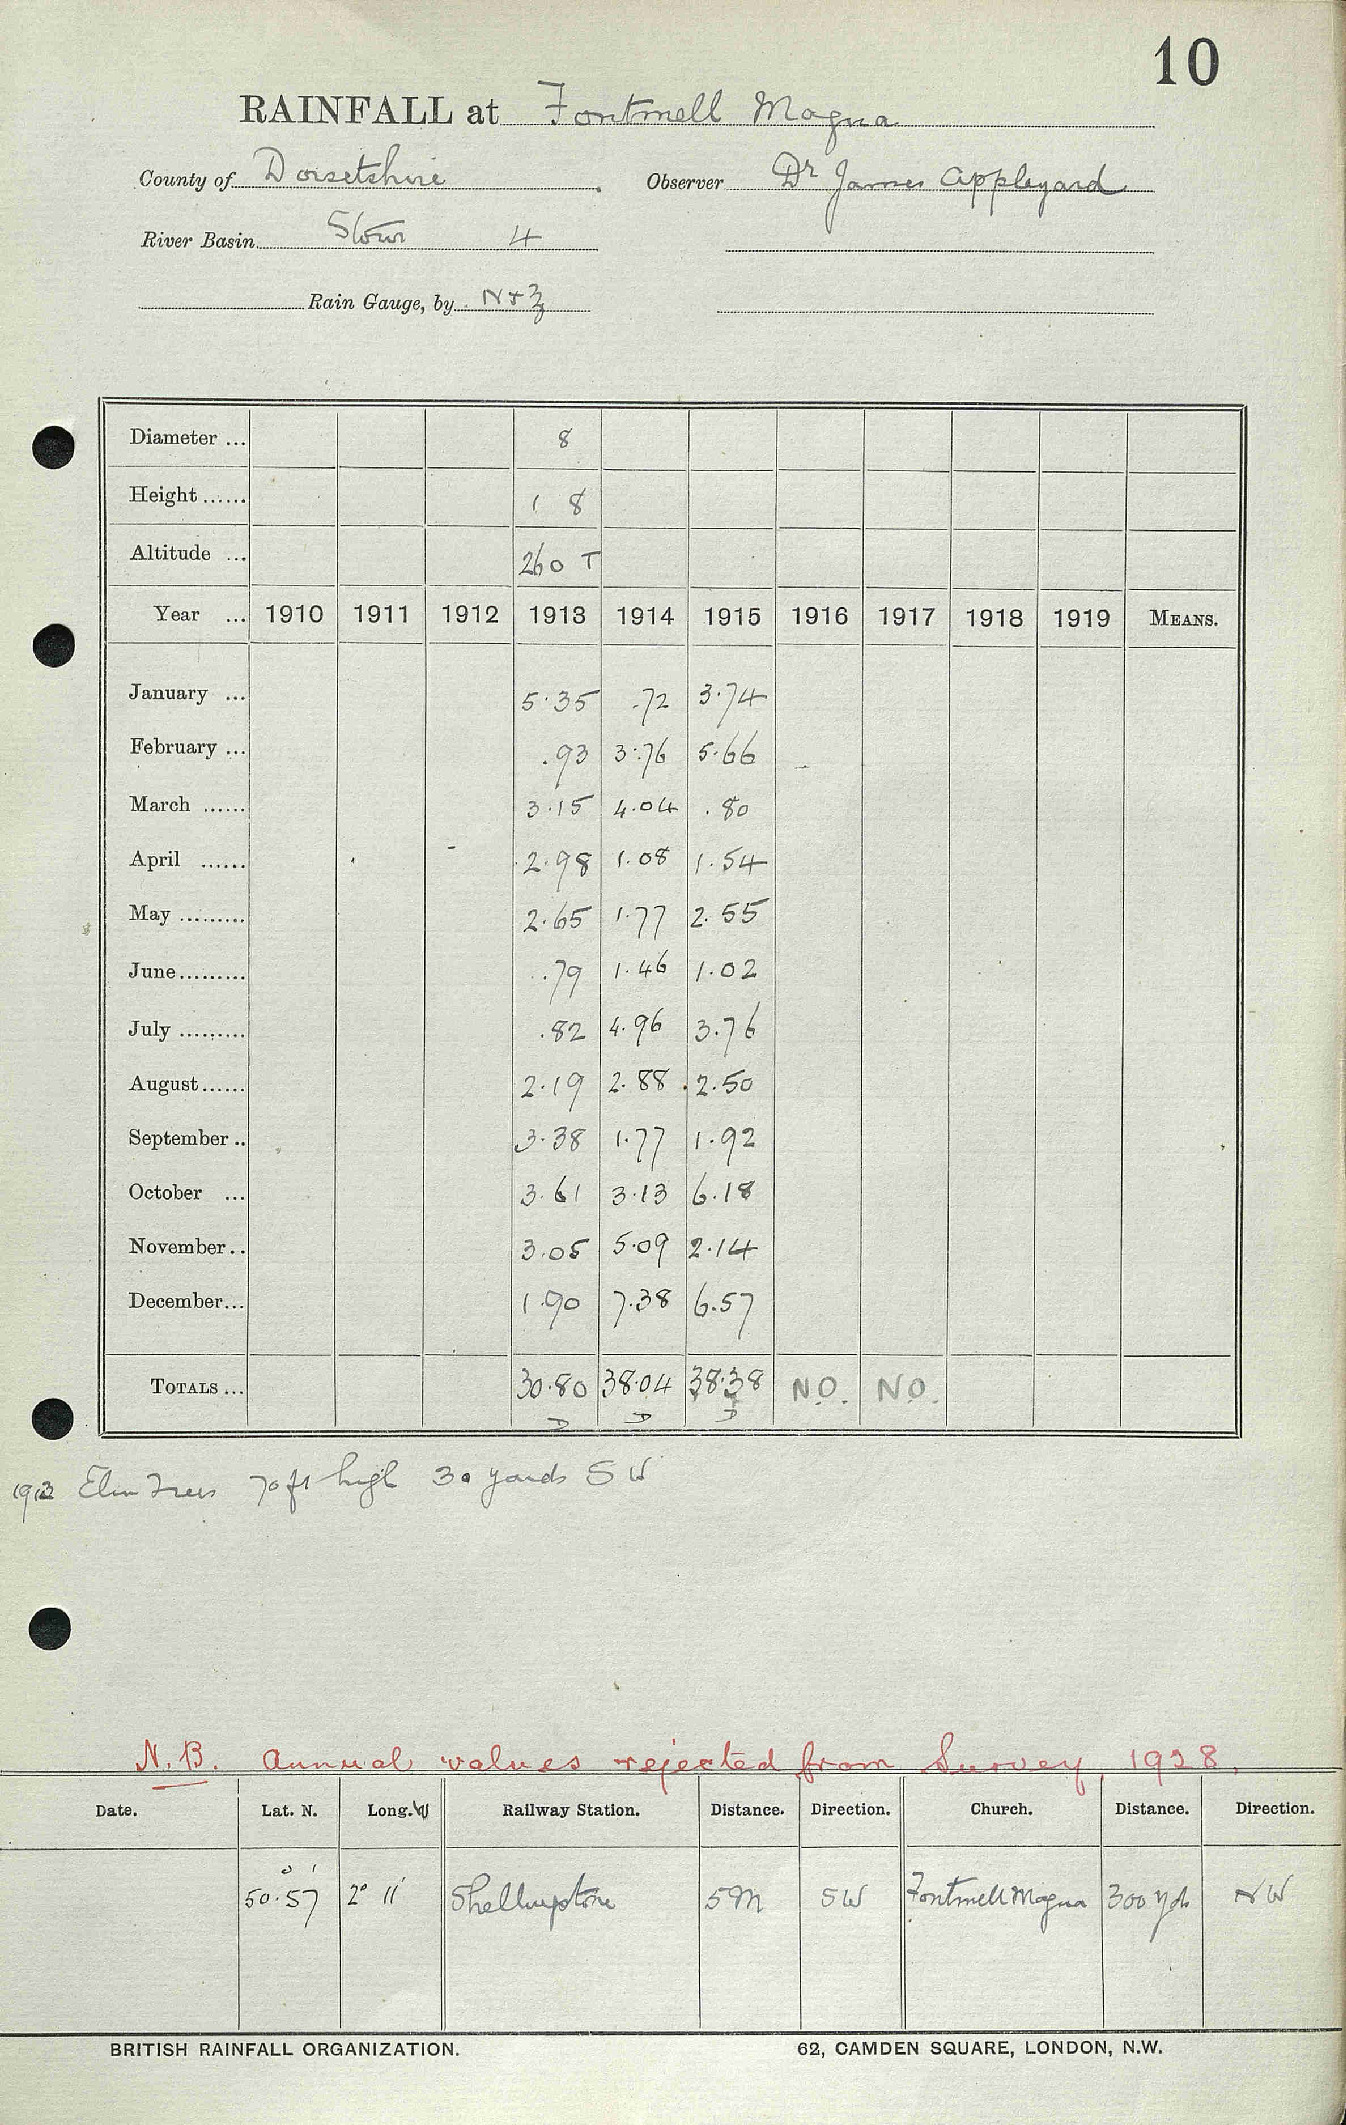 10
RAINFALL at Fontmell Magna
County of Dorsetshire. Observer Dr James Appleyard
River Basin Stour 4
Rain Gauge, by N & Z
Diameter ... 8
Height ...... 1 8
Altitude ... 260 T
Year ... 1910 1911 1912 1913 1914 1915 1916 1917 1918 1919 MEANS.
January ... 5.35 .72 3.74
February ... .93 3.76 5.66
March ...... 3.15 4.04 .80
April ...... 2.98 1.08 1.54
May ......... 2.65 1.77 2.55
June......... .79 1.46 1.02
July ......... .82 4.96 3.76
August...... 2.19 2.88 2.50
September .. 3.38 1.77 1.92
October ... 3.61 3.13 6.18
November.. 3.05 5.09 2.14
December... 1.90 7.38 6.57
TOTALS ... 30.80 38.04 38.38 N.O. N.O.
D D D
1913 Elm Trees 70 ft high 30 yards SW
N.B. Annual values rejected from Survey, 1928.
Date. Lat. N. Long. W Railway Station. Distance. Direction. Church. Distance. Direction.
50° 57' 2° 11' Shillingstone 5M SW Fontmell Magna 300 yds NW
BRITISH RAINFALL ORGANIZATION. 62, CAMDEN SQUARE, LONDON, N.W.